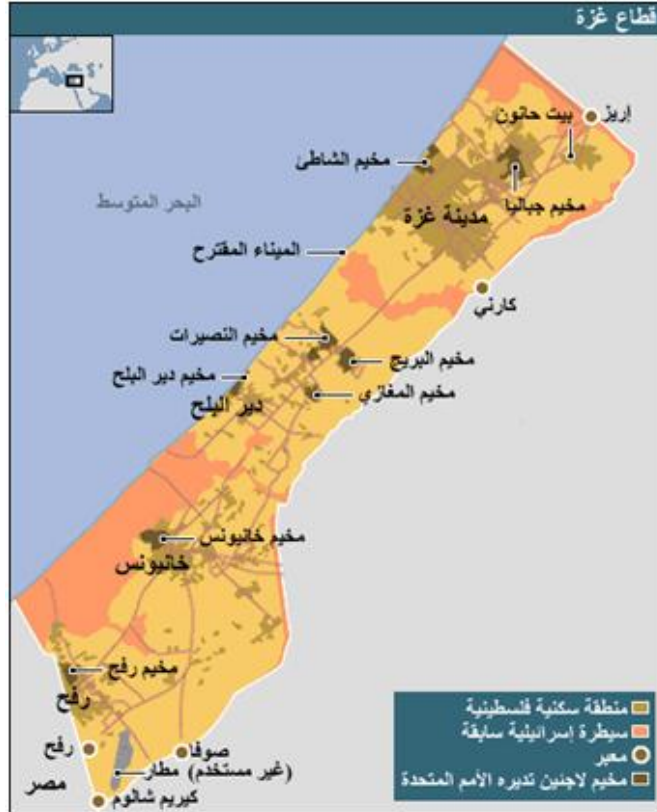 قطاع غزة
إريز
بيت حانون
مخيم الشاطئ
مخيم جباليا
مدينة غزة
البحر المتوسط
الميناء المقترح
كارني
مخيم النصيرات
مخيم البريج
مخيم دير البلح
مخيم المغازي
دير البلح
مخيم خانيونس
خانيونس
مخيم رفح
رفح
رفح
صوفا
مطار (غير مستخدم)
مصر
كيريم شالوم
منطقة سكنية فلسطينية
سيطرة إسرائيلية سابقة
معبر
مخيم لاجئين تديره الأمم المتحدة